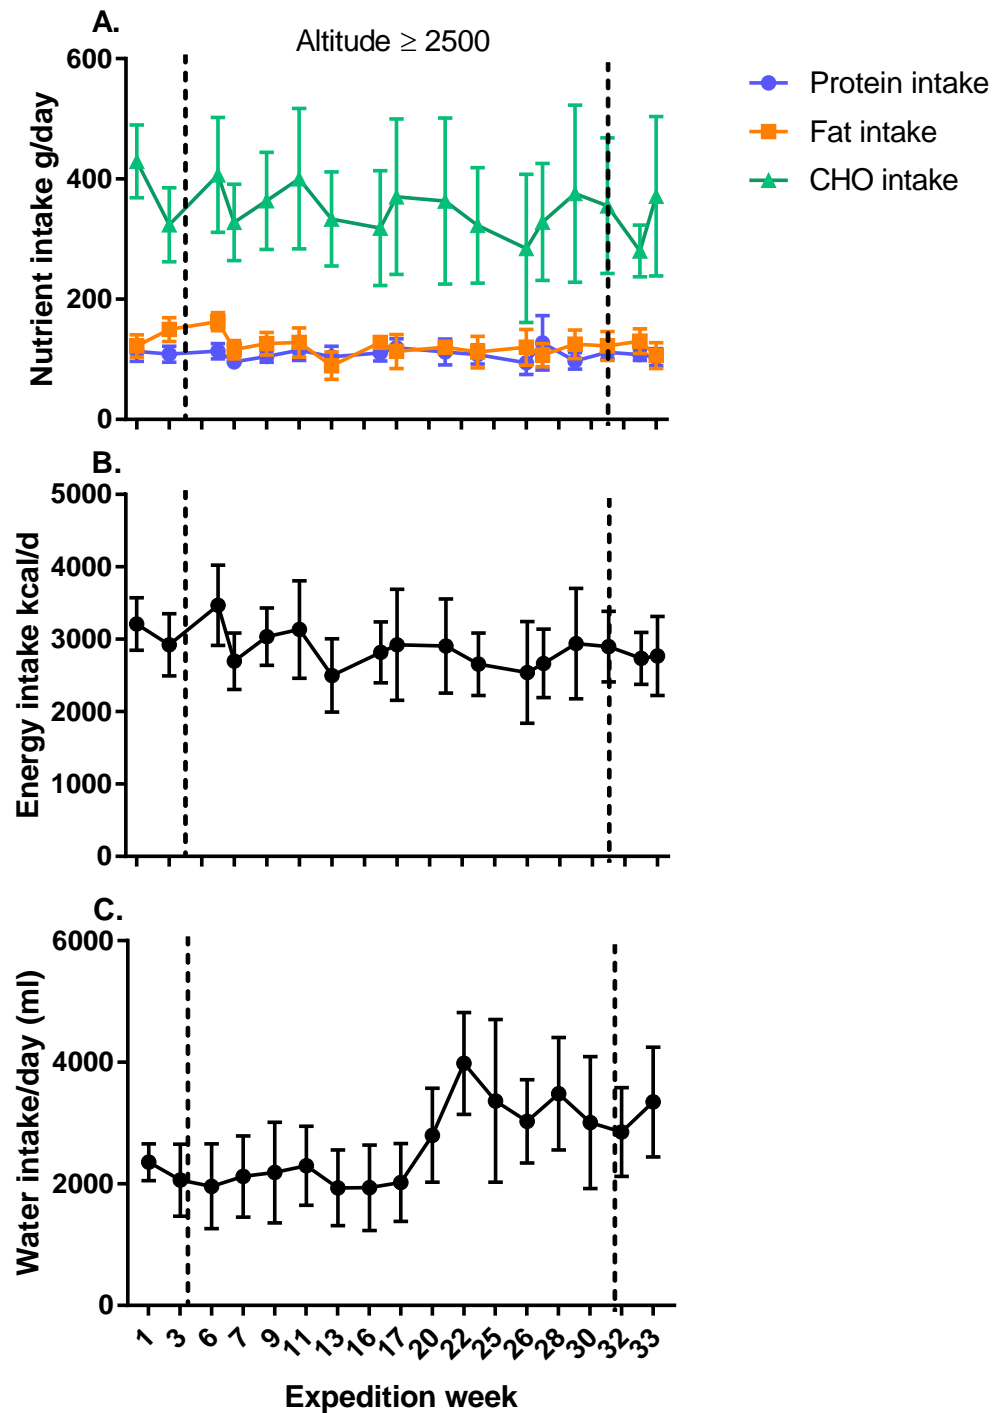 A.
Altitude ≥ 2500
Nutrient intake g/day
600
400
200
0
Protein intake
Fat intake
CHO intake
B.
Energy intake kcal/d
5000
4000
3000
2000
1000
0
C.
Water intake/day (ml)
6000
4000
2000
0
1 3 6 7 9 11 13 16 17 20 22 25 26 28 30 32 33
Expedition week